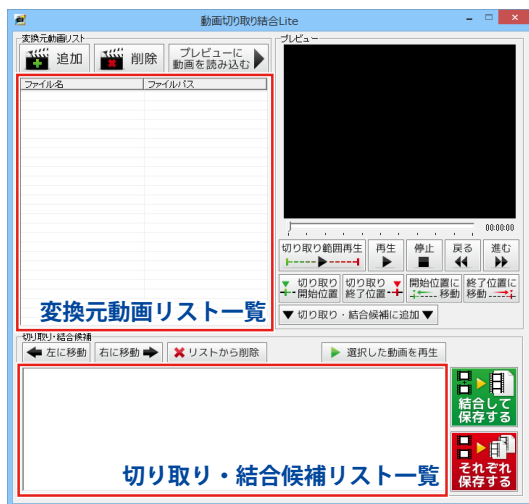 動画切り取り結合Lite
変換元動画リスト
追加
削除
プレビューに
動画を読み込む
ファイル名
ファイルパス
変換元動画リスト一覧
プレビュー
00:00:00
切り取り範囲再生
再生
停止
戻る
進む
切り取り
開始位置
切り取り
終了位置
開始位置に
移動
終了位置に
移動
▼ 切り取り・結合候補に追加 ▼
切り取り・結合候補
左に移動
右に移動
リストから削除
選択した動画を再生
切り取り・結合候補リスト一覧
結合して
保存する
それぞれ
保存する